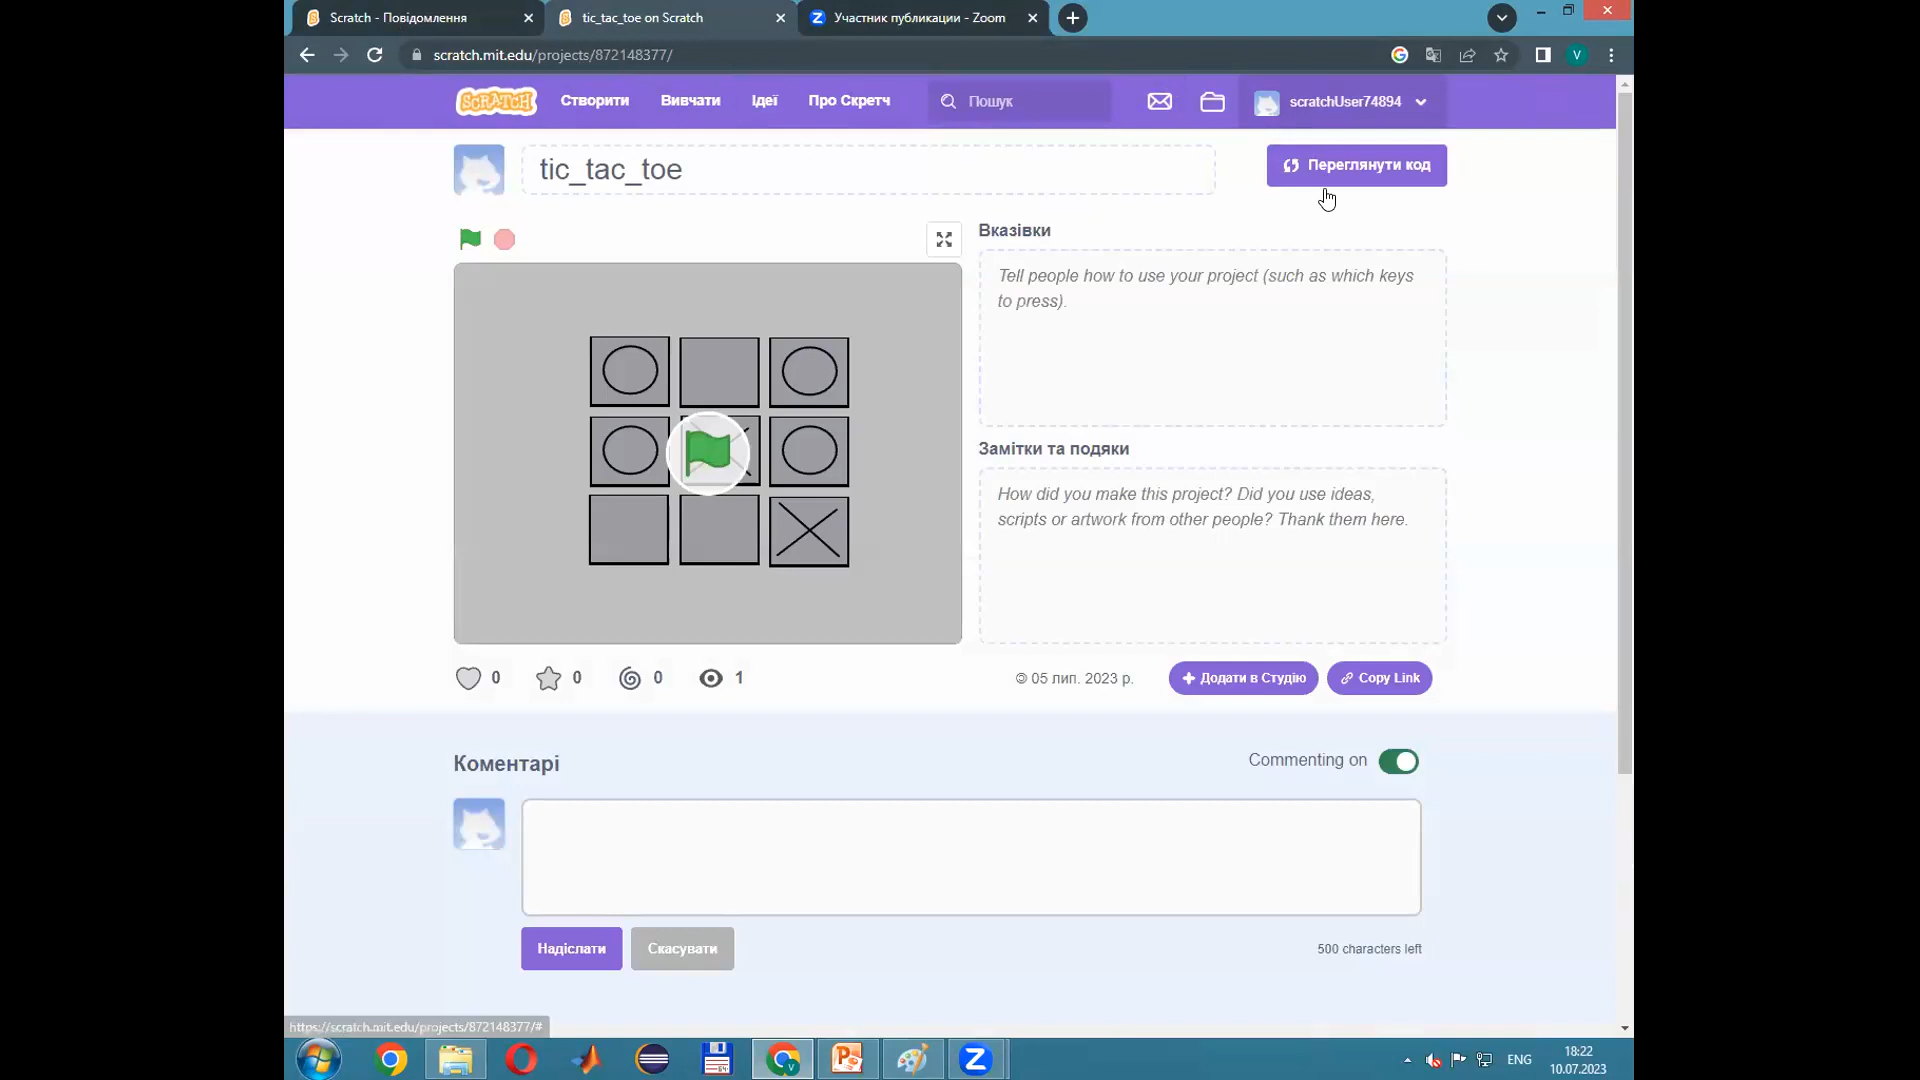 Scratch - Повідомлення
tic_tac_toe on Scratch
Участник публикации - Zoom
scratch.mit.edu/projects/872148377/
V
SCRATCH
Створити
Вивчати
Ідеї
Про Скретч
Пошук
scratchUser74894
tic_tac_toe
Переглянути код
Вказівки
Tell people how to use your project (such as which keys
to press).
Замітки та подяки
How did you make this project? Did you use ideas,
scripts or artwork from other people? Thank them here.
0
0
0
1
© 05 лип. 2023 р.
Додати в Студію
Copy Link
Коментарі
Commenting on
Надіслати
Скасувати
500 characters left
https://scratch.mit.edu/projects/872148377/#
ENG
18:22
10.07.2023